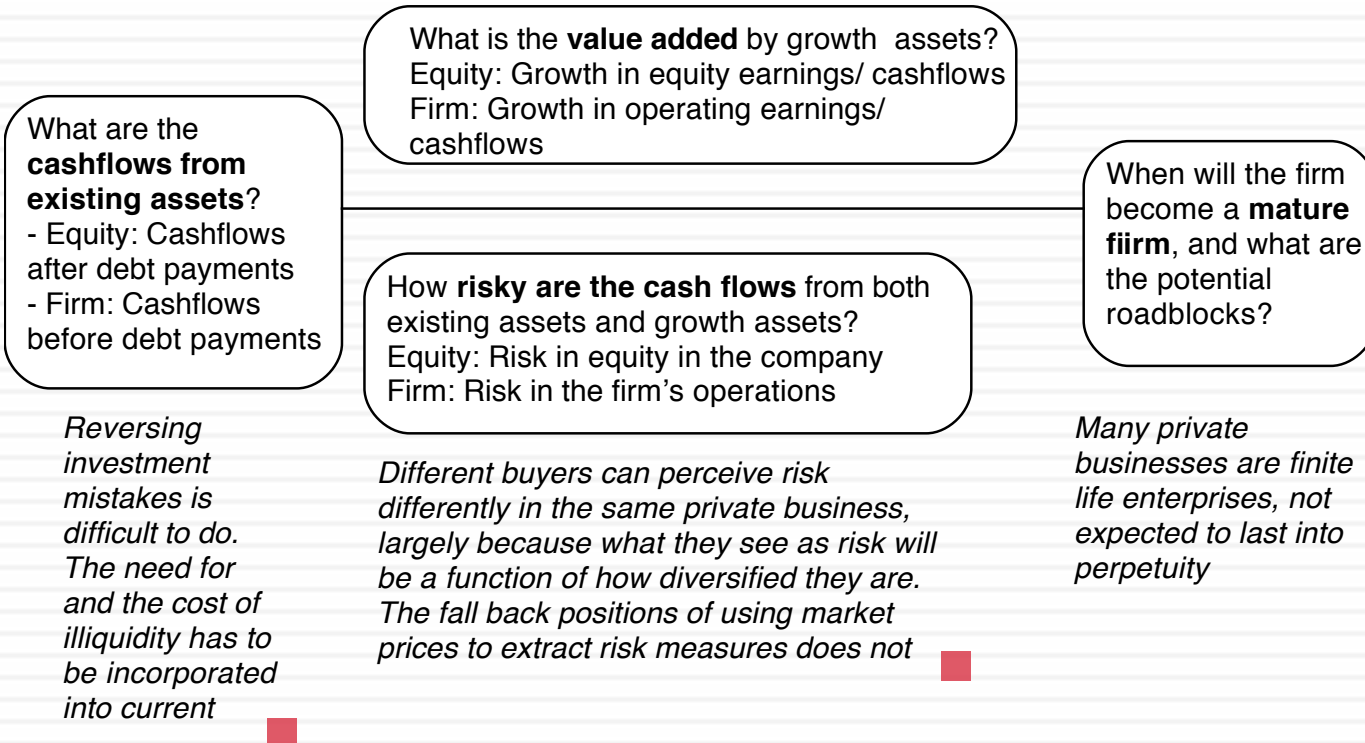 What is the value added by growth assets?
Equity: Growth in equity earnings/ cashflows
Firm: Growth in operating earnings/
cashflows
What are the
cashflows from
existing assets?
- Equity: Cashflows
after debt payments
- Firm: Cashflows
before debt payments
How risky are the cash flows from both
existing assets and growth assets?
Equity: Risk in equity in the company
Firm: Risk in the firm's operations
When will the firm
become a mature
fiirm, and what are
the potential
roadblocks?
Reversing
investment
mistakes is
difficult to do.
The need for
and the cost of
illiquidity has to
be incorporated
into current
Different buyers can perceive risk
differently in the same private business,
largely because what they see as risk will
be a function of how diversified they are.
The fall back positions of using market
prices to extract risk measures does not
Many private
businesses are finite
life enterprises, not
expected to last into
perpetuity